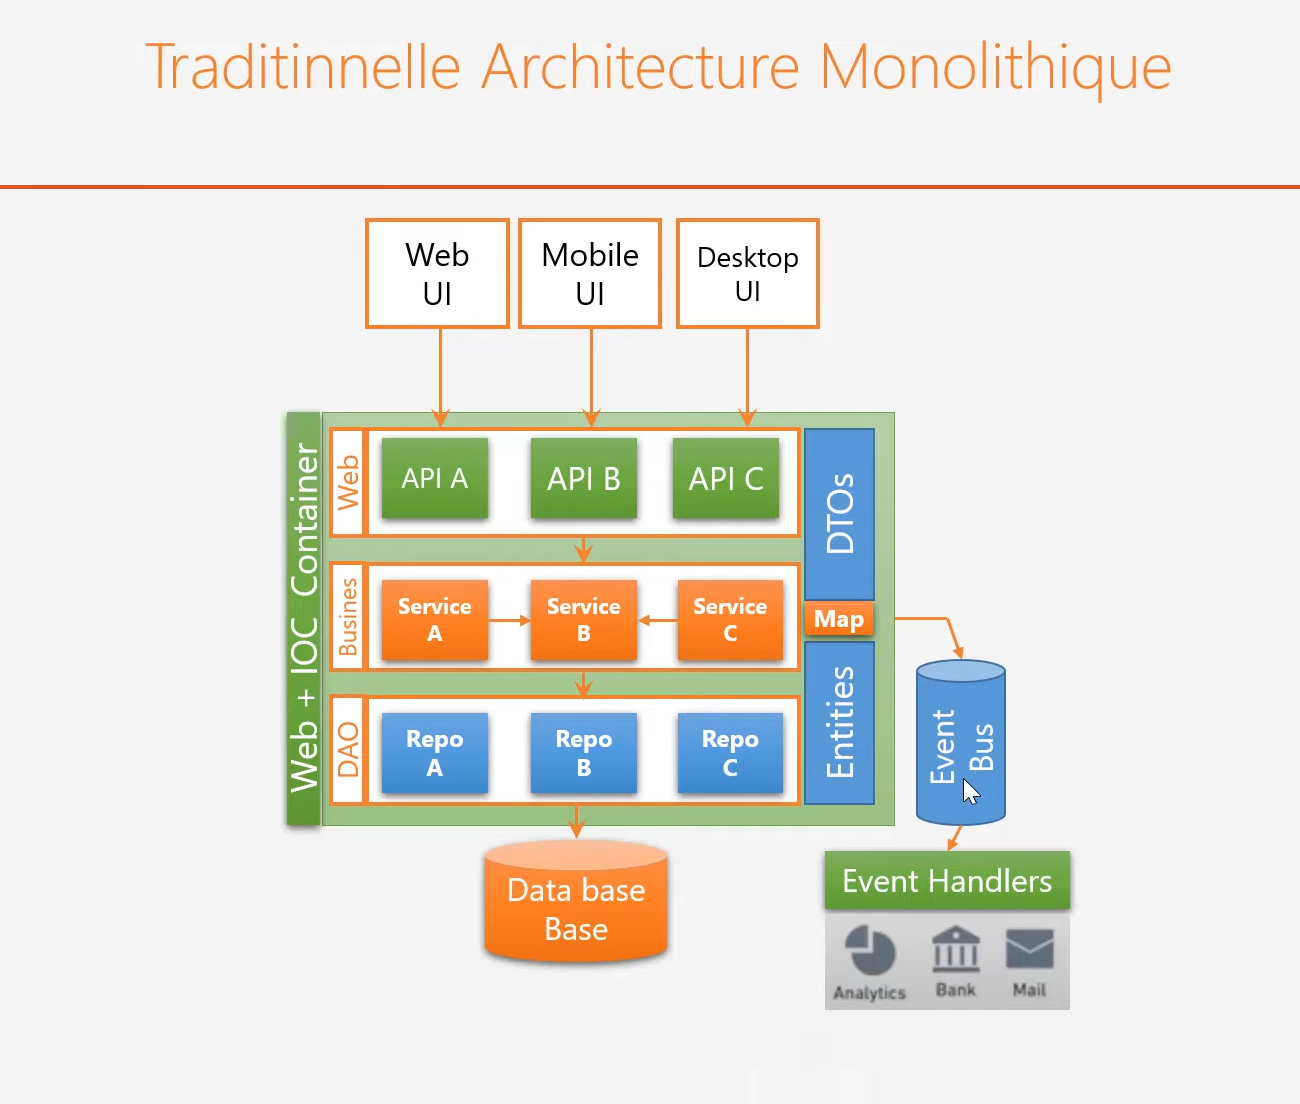 Traditinnelle Architecture Monolithique
Web
UI
Mobile
UI
Desktop
UI
Web + IOC Container
Web
API A
API B
API C
DTOs
Busines
Service
A
Service
B
Service
C
Map
DAO
Repo
A
Repo
B
Repo
C
Entities
Event
Bus
Data base
Base
Event Handlers
Analytics
Bank
Mail